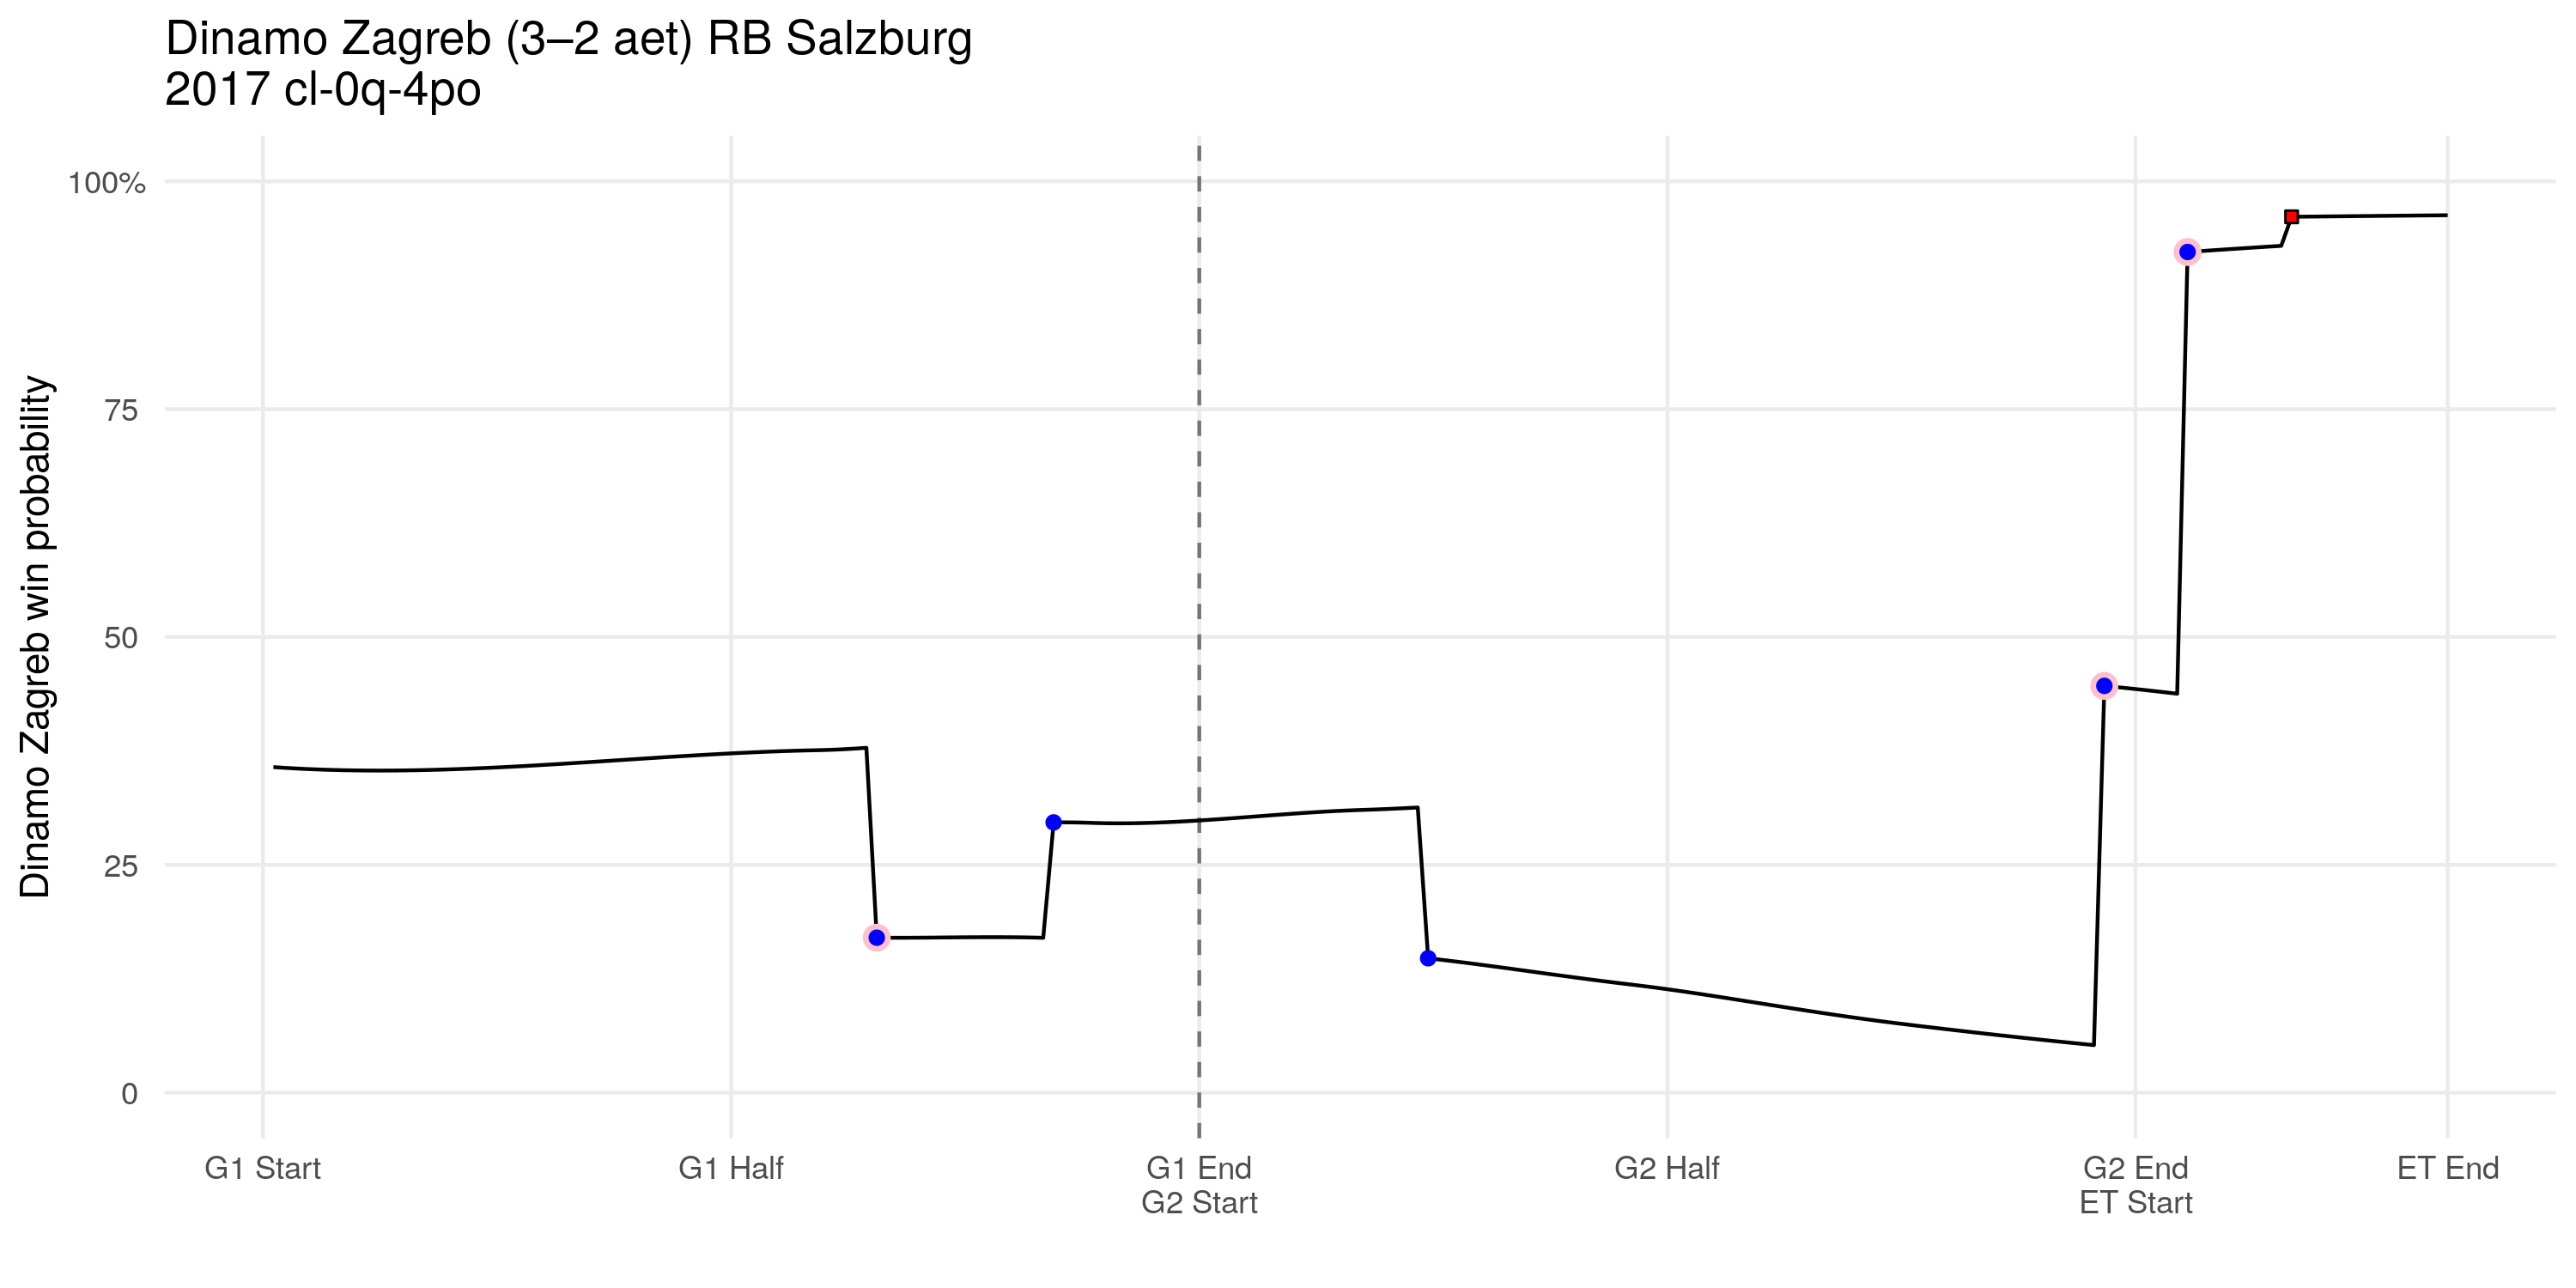 Dinamo Zagreb (3–2 aet) RB Salzburg
2017 cl-0q-4po
Dinamo Zagreb win probability
100%
75
50
25
0
G1 Start
G1 Half
G1 End
G2 Start
G2 Half
G2 End
ET Start
ET End